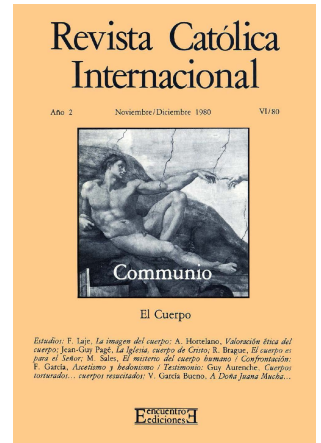 Revista Católica
Internacional
Año 2 Noviembre/Diciembre 1980 VI/80
Communio
El Cuerpo
Estudios: F. Laje, La imagen del cuerpo: A. Hortelano, Valoración ética del
cuerpo; Jean-Guy Pagé, La Iglesia, cuerpo de Cristo, R. Brague, El cuerpo es
para el Señor; M. Sales, El misterio del cuerpo humano / Confrontación:
F. García, Ascetismo y hedonismo / Testimonio: Guy Autenche, Cuerpos
torturados... cuerpos resucitados: V. García Bueno, A Doña Juana Mucha...
Encuentro
Ediciones